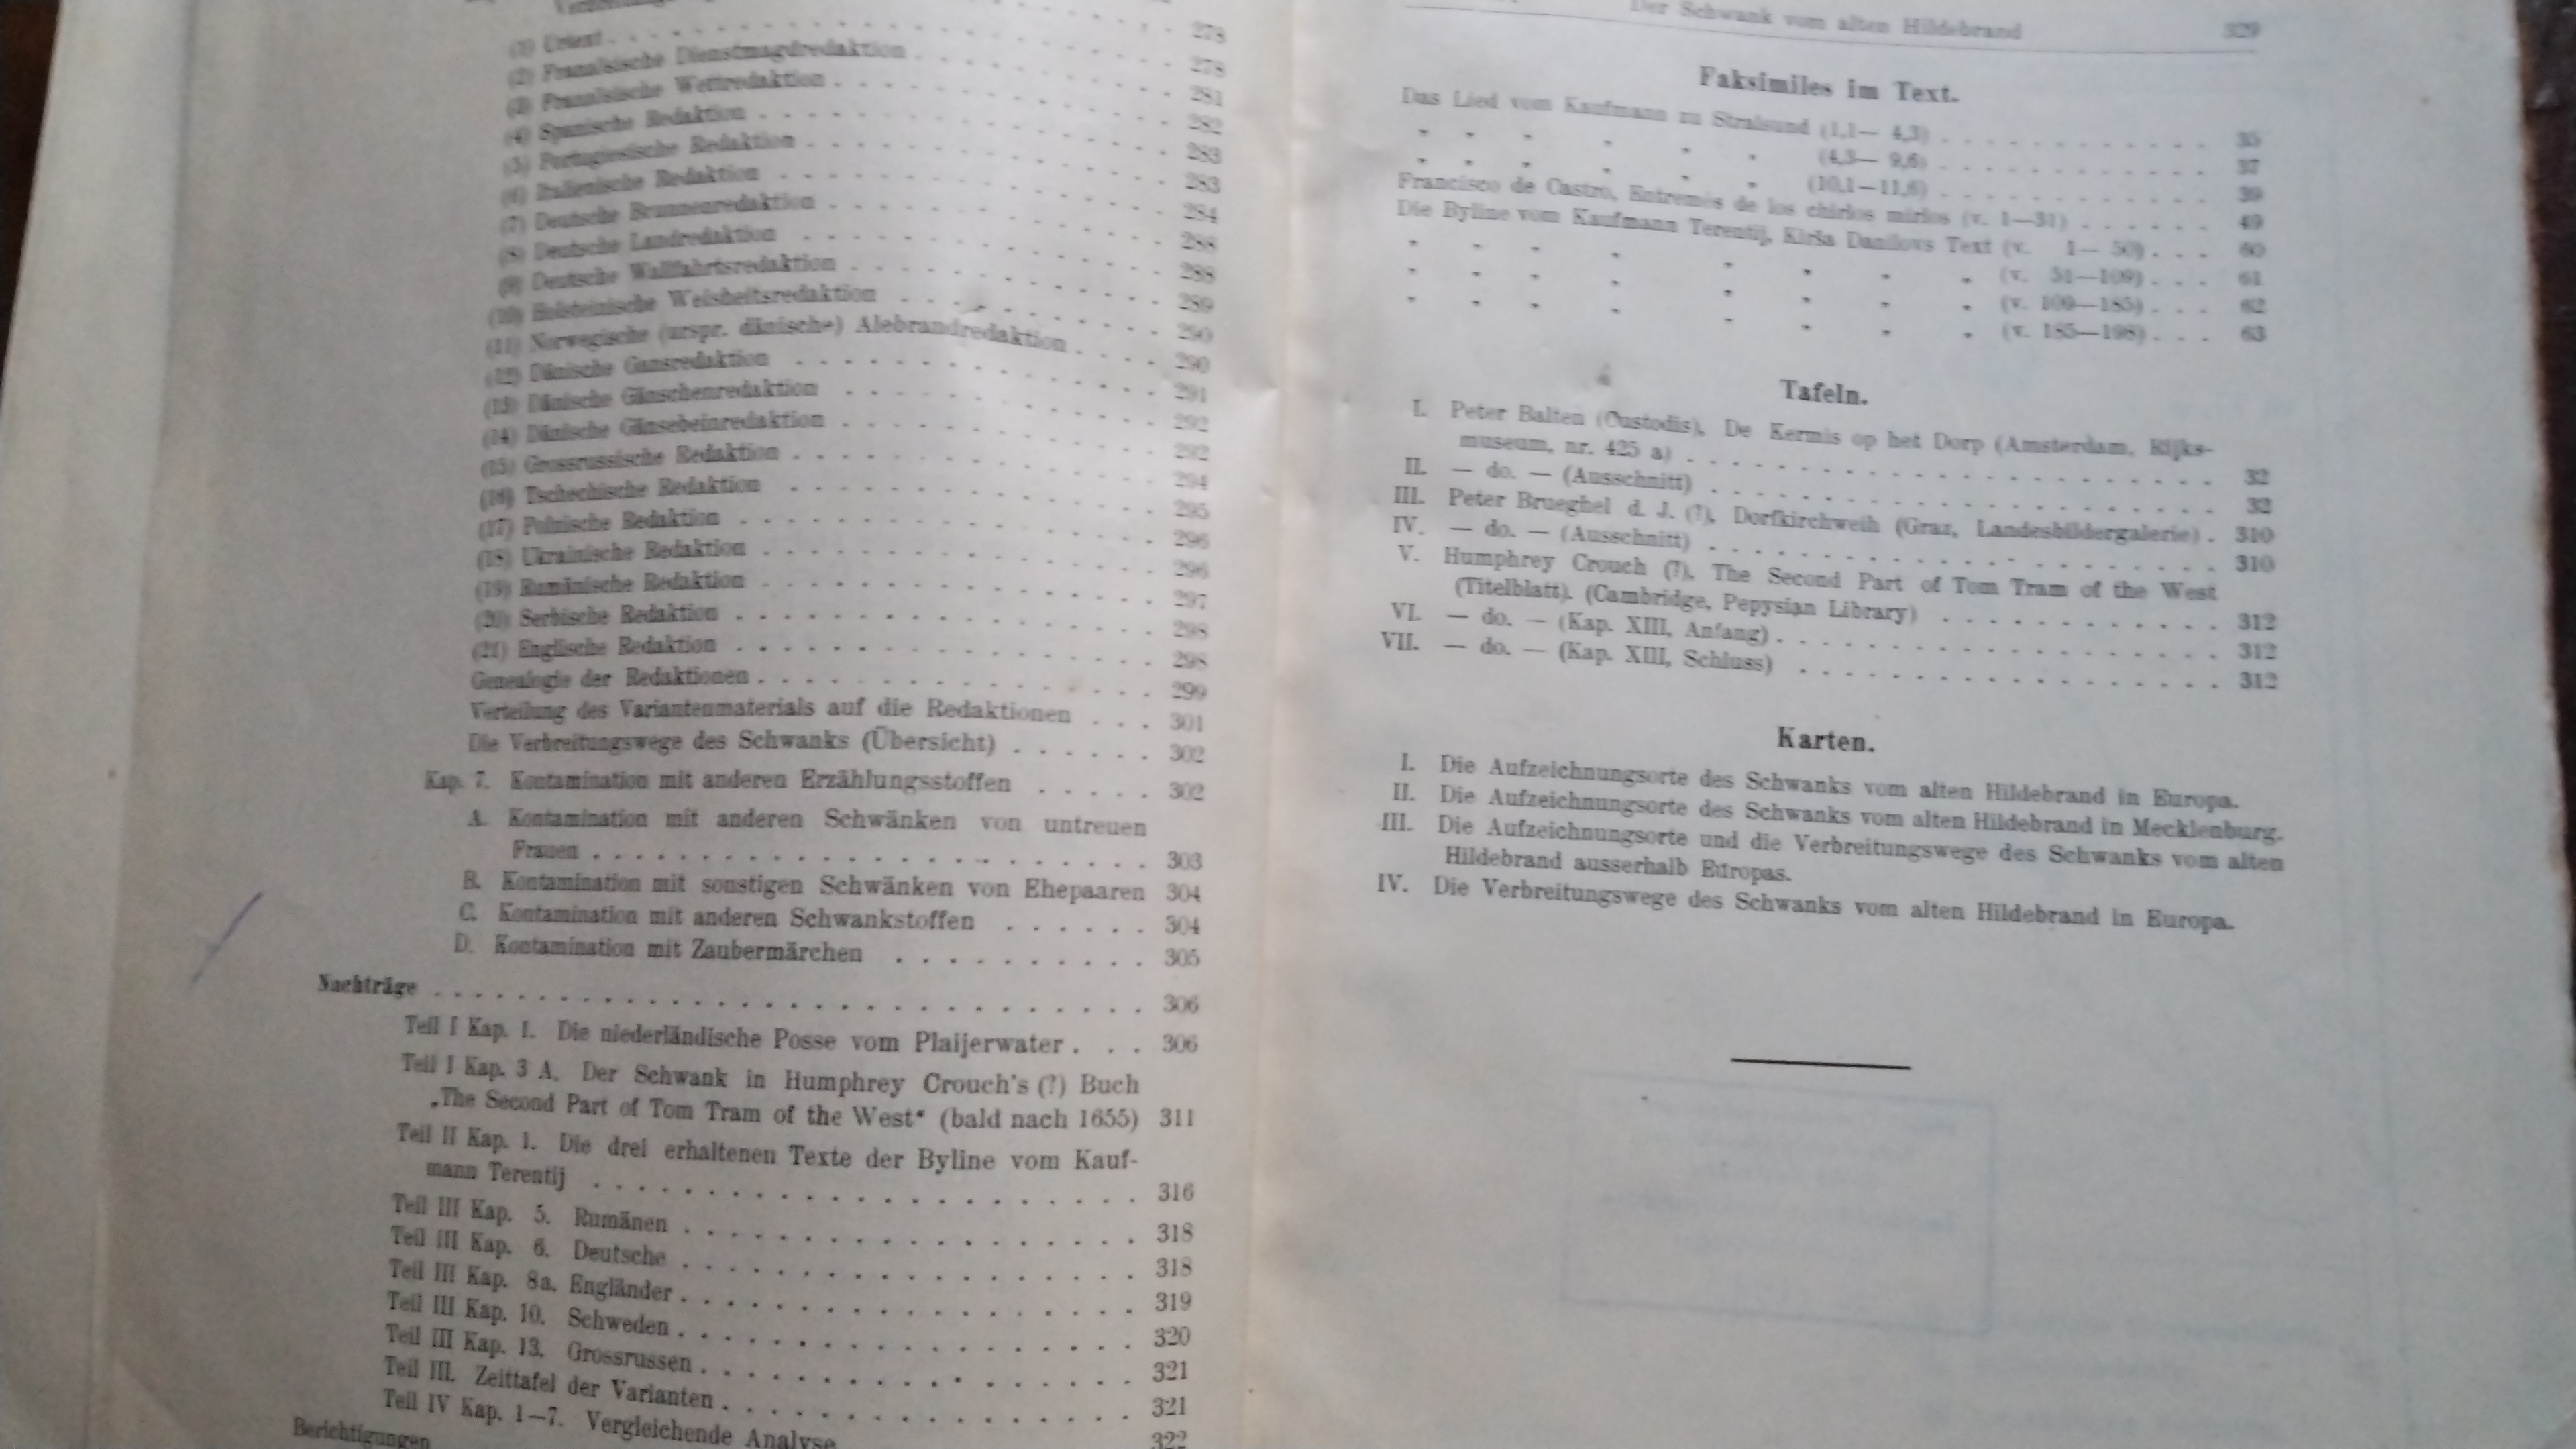 (1) Urtext . . . 278
(2) Französische Dienstmagdredaktion . . . 278
(3) Französische Wettredaktion . . . 281
(4) Spanische Redaktion . . . 282
(5) Portugiesische Redaktion . . . 283
(6) Italienische Redaktion . . . 283
(7) Deutsche Brunnenredaktion . . . 284
(8) Deutsche Landredaktion . . . 288
(9) Deutsche Wallfahrtsredaktion . . . 288
(10) Holsteinische Weisheitsredaktion . . . 289
(11) Norwegische (urspr. dänische) Alebrandredaktion . . . 290
(12) Dänische Gansredaktion . . . 290
(13) Dänische Gänschenredaktion . . . 291
(14) Dänische Gänsebeinredaktion . . . 292
(15) Grossrussische Redaktion . . . 292
(16) Tschechische Redaktion . . . 294
(17) Polnische Redaktion . . . 295
(18) Ukrainische Redaktion . . . 296
(19) Rumänische Redaktion . . . 296
(20) Serbische Redaktion . . . 297
(21) Englische Redaktion . . . 298
Genealogie der Redaktionen . . . 298
Verteilung des Variantenmaterials auf die Redaktionen . . . 299
Die Verbreitungswege des Schwanks (Übersicht) . . . 301
302
Kap. 7. Kontamination mit anderen Erzählungsstoffen . . . 302
A. Kontamination mit anderen Schwänken von untreuen
Frauen . . . 303
B. Kontamination mit sonstigen Schwänken von Ehepaaren 304
C. Kontamination mit anderen Schwankstoffen . . . 304
D. Kontamination mit Zaubermärchen . . . 305
Nachträge . . . 306
Teil I Kap. 1. Die niederländische Posse vom Plaijerwater . . . 306
Teil I Kap. 3 A. Der Schwank in Humphrey Crouch's (?) Buch
„The Second Part of Tom Tram of the West“ (bald nach 1655) 311
Teil II Kap. 1. Die drei erhaltenen Texte der Byline vom Kauf-
mann Terentij . . . 316
Teil III Kap. 5. Rumänen . . . 318
Teil III Kap. 6. Deutsche . . . 318
Teil III Kap. 8a. Engländer . . . 319
Teil III Kap. 10. Schweden . . . 320
Teil III Kap. 13. Grossrussen . . . 321
Teil III. Zeittafel der Varianten . . . 321
Teil IV Kap. 1—7. Vergleichende Analyse 322
Berichtigungen
Der Schwank vom alten Hildebrand 329
Faksimiles im Text.
Das Lied vom Kaufmann zu Stralsund (1,1— 4,3) . . . 35
" " " " " " (4,3— 9,6) . . . 37
" " " " " " (10,1—11,6) . . . 39
Francisco de Castro, Entremés de los chirlos mirlos (v. 1—31) . . . 49
Die Byline vom Kaufmann Terentij, Kirša Danilovs Text (v. 1— 50) . . . 60
" " " " " " " " (v. 51—109) . . . 61
" " " " " " " " (v. 109—185) . . . 62
" " " " " " " " (v. 185—198) . . . 63
Tafeln.
I. Peter Balten (Custodis), De Kermis op het Dorp (Amsterdam, Rijks-
museum, nr. 425 a) . . . 32
II. — do. — (Ausschnitt) . . . 32
III. Peter Brueghel d. J. (?), Dorfkirchweih (Graz, Landesbildergalerie) . 310
IV. — do. — (Ausschnitt) . . . 310
V. Humphrey Crouch (?), The Second Part of Tom Tram of the West
(Titelblatt). (Cambridge, Pepysian Library) . . . 312
VI. — do. — (Kap. XIII, Anfang) . . . 312
VII. — do. — (Kap. XIII, Schluss) . . . 312
Karten.
I. Die Aufzeichnungsorte des Schwanks vom alten Hildebrand in Europa.
II. Die Aufzeichnungsorte des Schwanks vom alten Hildebrand in Mecklenburg.
III. Die Aufzeichnungsorte und die Verbreitungswege des Schwanks vom alten
Hildebrand ausserhalb Europas.
IV. Die Verbreitungswege des Schwanks vom alten Hildebrand in Europa.